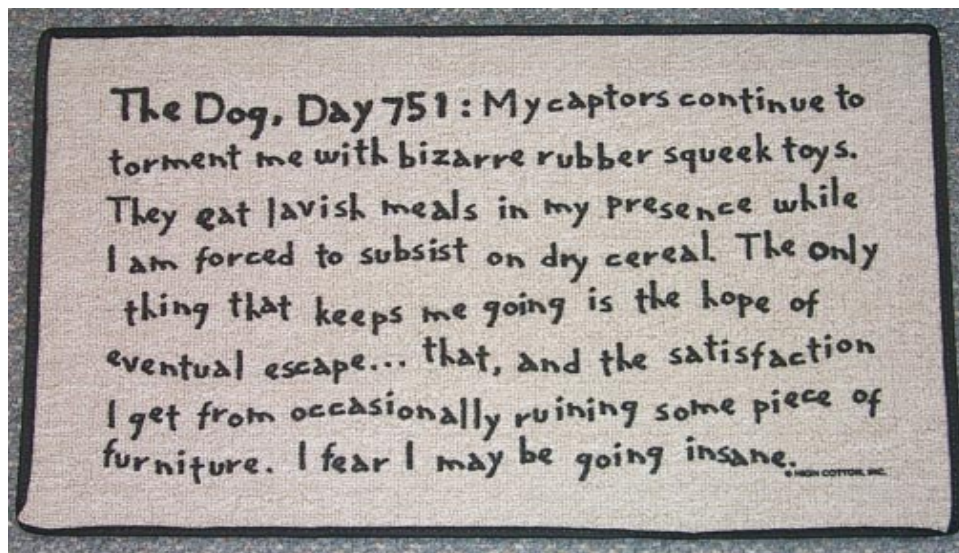 The Dog, Day 751: My captors continue to
torment me with bizarre rubber squeek toys.
They eat lavish meals in my presence while
I am forced to subsist on dry cereal. The only
thing that keeps me going is the hope of
eventual escape... that, and the satisfaction
I get from occasionally ruining some piece of
furniture. I fear I may be going insane.
© HIGH COTTON, INC.